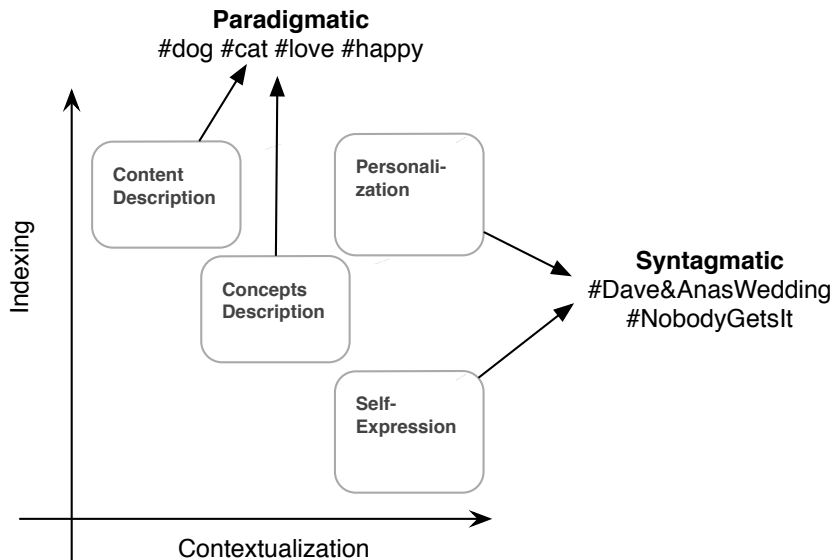 Paradigmatic
#dog #cat #love #happy
Content
Description
Personali-
zation
Indexing
Concepts
Description
Syntagmatic
#Dave&AnasWedding
#NobodyGetsIt
Self-
Expression
Contextualization